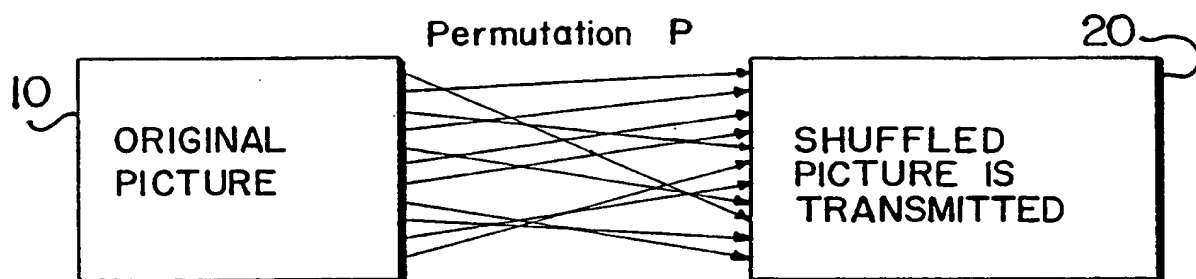 Permutation P
10
20
ORIGINAL
PICTURE
SHUFFLED
PICTURE IS
TRANSMITTED